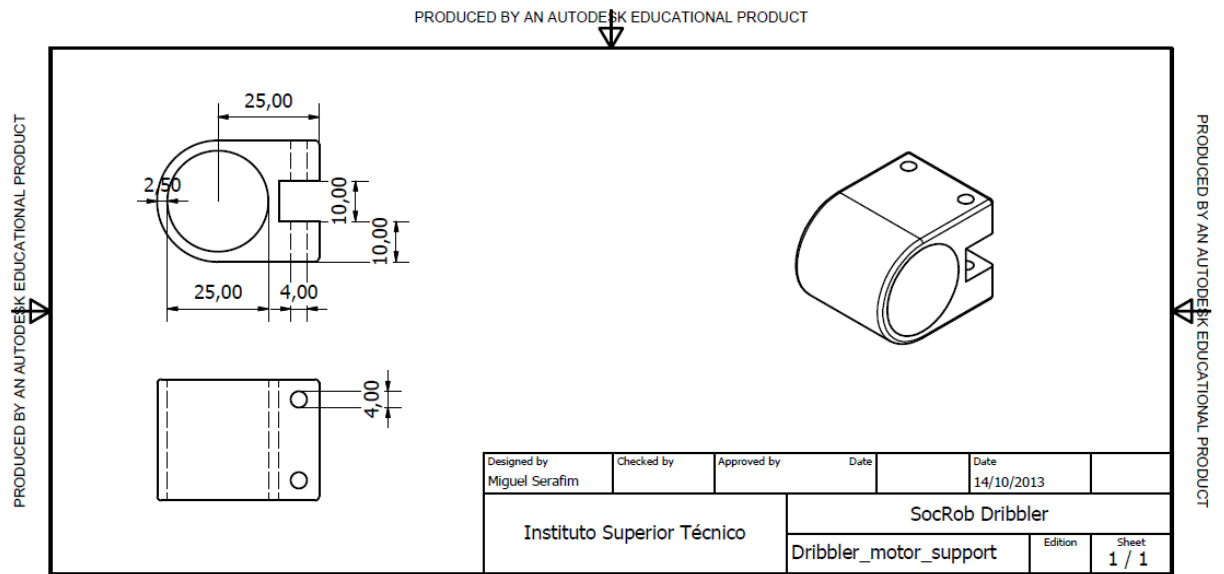 PRODUCED BY AN AUTODESK EDUCATIONAL PRODUCT
PRODUCED BY AN AUTODESK EDUCATIONAL PRODUCT
PRODUCED BY AN AUTODESK EDUCATIONAL PRODUCT
25,00
2,50
10,00
10,00
25,00
4,00
4,00
Designed by
Miguel Serafim
Checked by
Approved by
Date
Date
14/10/2013
Instituto Superior Técnico
SocRob Dribbler
Dribbler_motor_support
Edition
Sheet
1 / 1